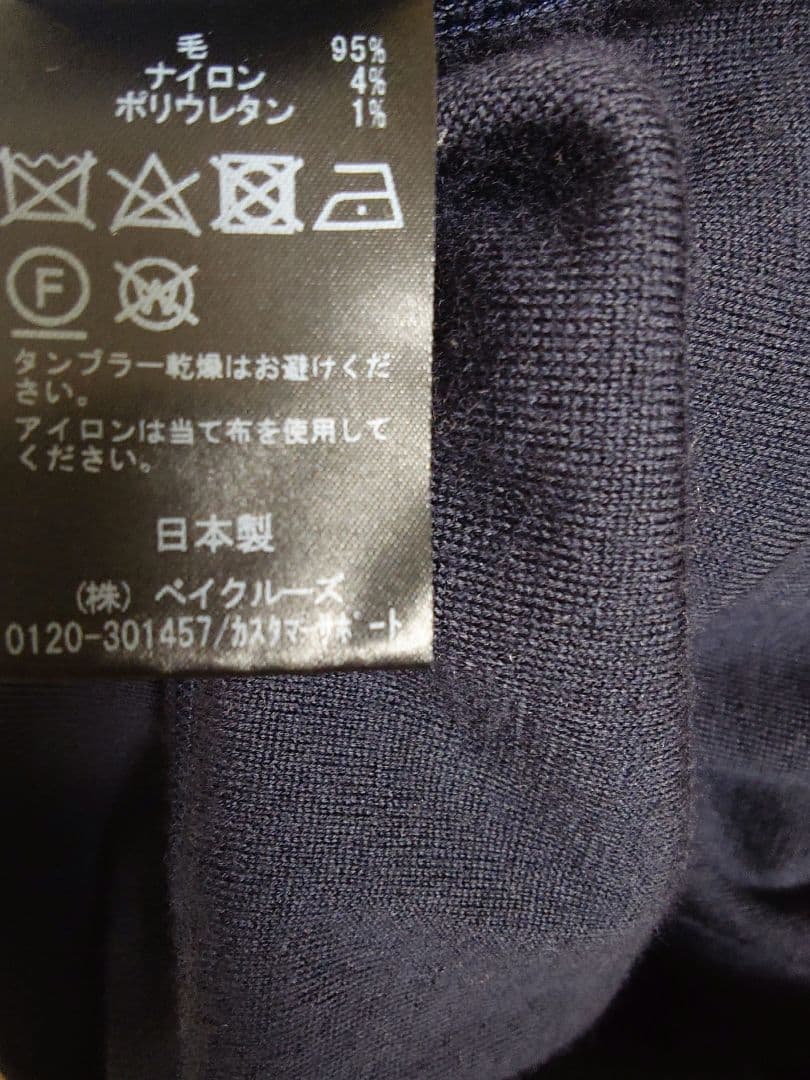 毛 95%
ナイロン 4%
ポリウレタン 1%
F W
タンブラー乾燥はお避けくだ
さい。
アイロンは当て布を使用して
ください。
日本製
(株) ベイクルーズ
0120-301457/ｶｽﾀﾏｰｻﾎﾟｰﾄ